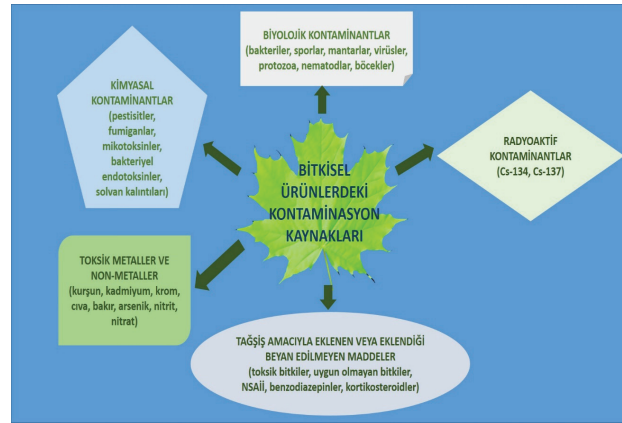 BİYOLOJİK KONTAMİNANTLAR
(bakteriler, sporlar, mantarlar, virüsler,
protozoa, nematodlar, böcekler)
KİMYASAL
KONTAMİNANTLAR
(pestisitler,
fumiganlar,
mikotoksinler,
bakteriyel
endotoksinler,
solvan kalıntıları)
RADYOAKTİF
KONTAMİNANTLAR
(Cs-134, Cs-137)
BİTKİSEL
ÜRÜNLERDEKİ
KONTAMİNASYON
KAYNAKLARI
TOKSİK METALLER VE
NON-METALLER
(kurşun, kadmiyum, krom,
cıva, bakır, arsenik, nitrit,
nitrat)
TAĞŞİŞ AMACIYLA EKLENEN VEYA EKLENDİĞİ
BEYAN EDİLMEYEN MADDELER
(toksik bitkiler, uygun olmayan bitkiler,
NSAİİ, benzodiazepinler, kortikosteroidler)